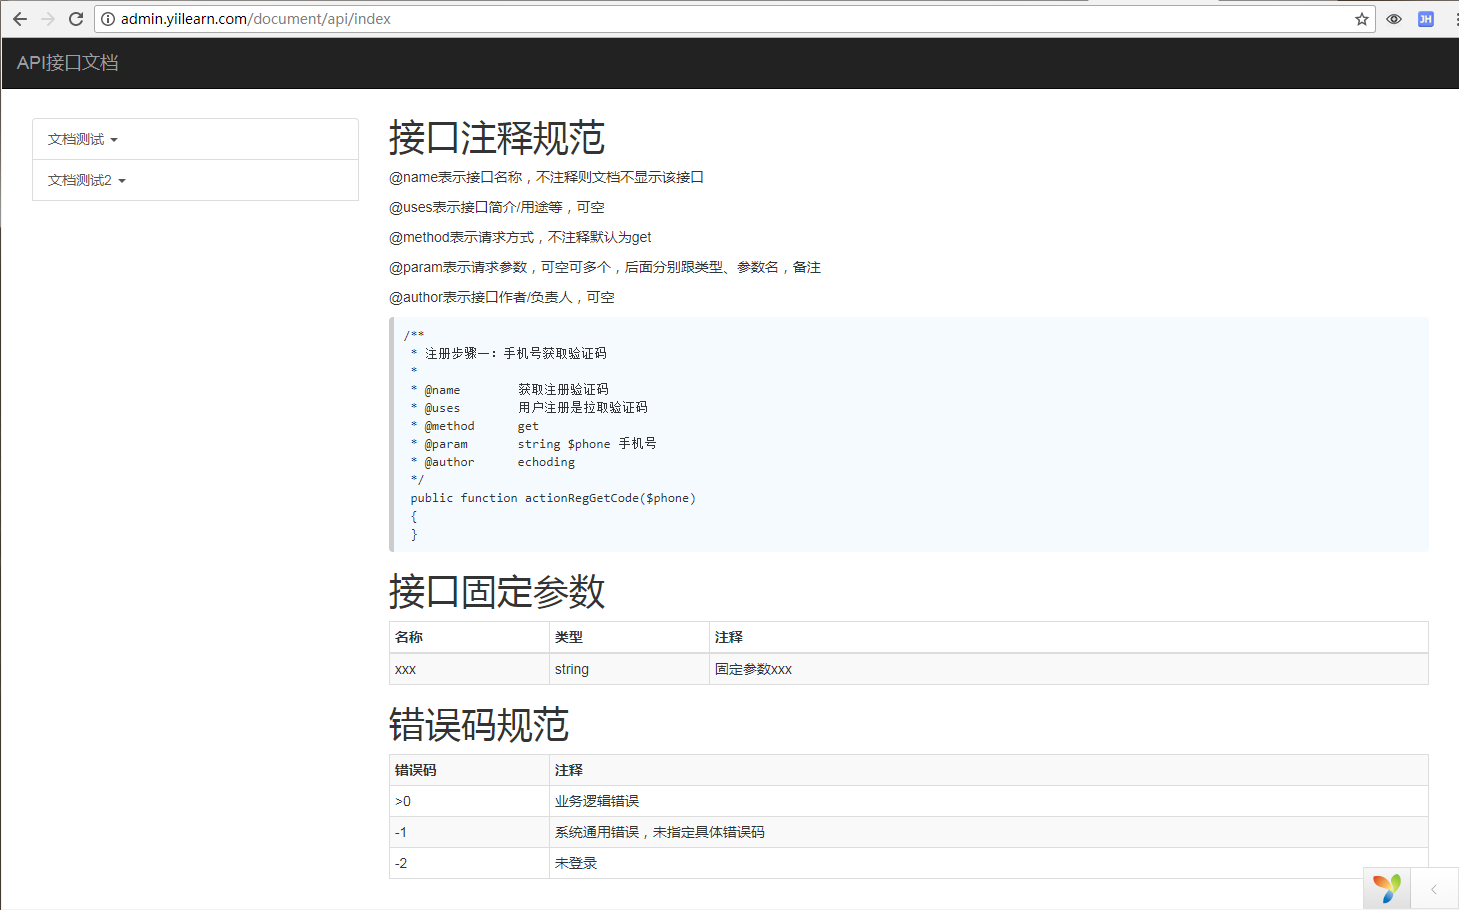 admin.yiilearn.com/document/api/index
JH
API接口文档
文档测试
文档测试2
接口注释规范
@name表示接口名称，不注释则文档不显示该接口
@uses表示接口简介/用途等，可空
@method表示请求方式，不注释默认为get
@param表示请求参数，可空可多个，后面分别跟类型、参数名，备注
@author表示接口作者/负责人，可空
/**
* 注册步骤一：手机号获取验证码
*
* @name 获取注册验证码
* @uses 用户注册是拉取验证码
* @method get
* @param string $phone 手机号
* @author echoding
*/
public function actionRegGetCode($phone)
{
}
接口固定参数
名称 类型 注释
xxx string 固定参数xxx
错误码规范
错误码 注释
>0 业务逻辑错误
-1 系统通用错误，未指定具体错误码
-2 未登录